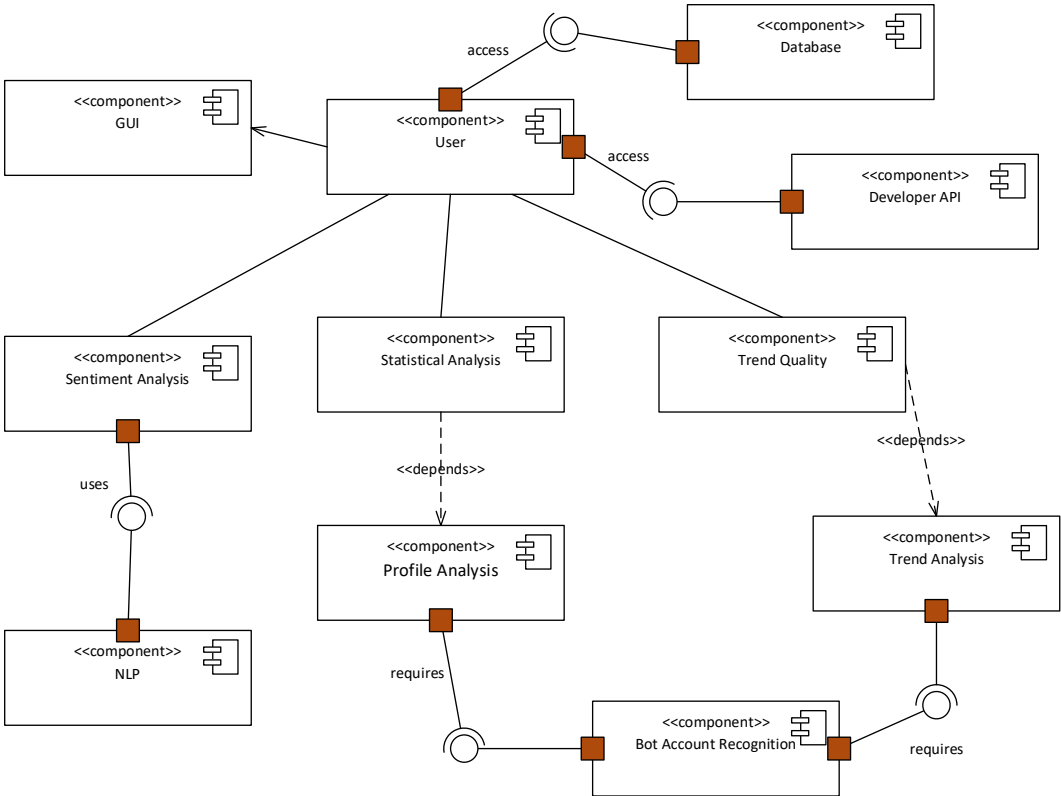 <<component>>
Database
access
<<component>>
GUI
<<component>>
User
access
<<component>>
Developer API
<<component>>
Sentiment Analysis
<<component>>
Statistical Analysis
<<component>>
Trend Quality
<<depends>>
<<depends>>
uses
<<component>>
Profile Analysis
<<component>>
Trend Analysis
<<component>>
NLP
requires
<<component>>
Bot Account Recognition
requires